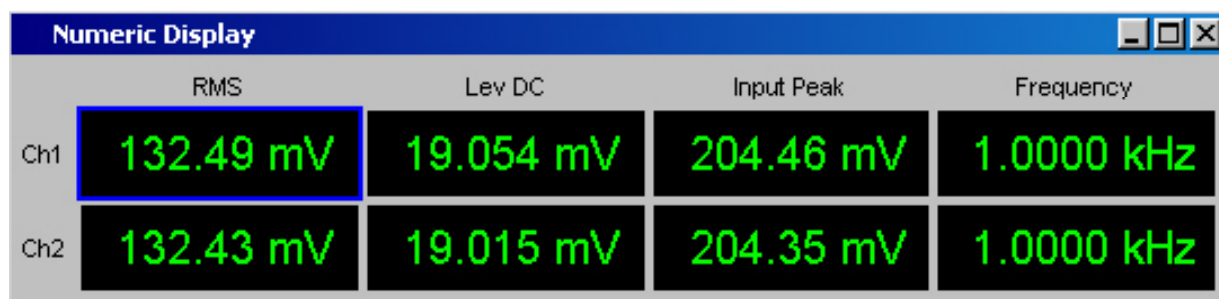 Numeric Display
RMS Lev DC Input Peak Frequency
Ch1 132.49 mV 19.054 mV 204.46 mV 1.0000 kHz
Ch2 132.43 mV 19.015 mV 204.35 mV 1.0000 kHz